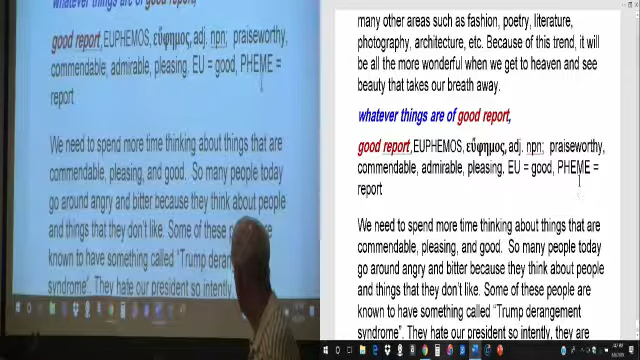 whatever things are of good report,
good report, EUPHEMOS, εὔφημος, adj. npn; praiseworthy,
commendable, admirable, pleasing. EU = good, PHEME =
report
We need to spend more time thinking about things that are
commendable, pleasing, and good. So many people today
go around angry and bitter because they think about people
and things that they don't like. Some of these people are
known to have something called "Trump derangement
syndrome". They hate our president so intently,
many other areas such as fashion, poetry, literature,
photography, architecture, etc. Because of this trend, it will
be all the more wonderful when we get to heaven and see
beauty that takes our breath away.
whatever things are of good report,
good report, EUPHEMOS, εὔφημος, adj. npn; praiseworthy,
commendable, admirable, pleasing. EU = good, PHEME =
report
We need to spend more time thinking about things that are
commendable, pleasing, and good. So many people today
go around angry and bitter because they think about people
and things that they don't like. Some of these people are
known to have something called "Trump derangement
syndrome". They hate our president so intently, they are